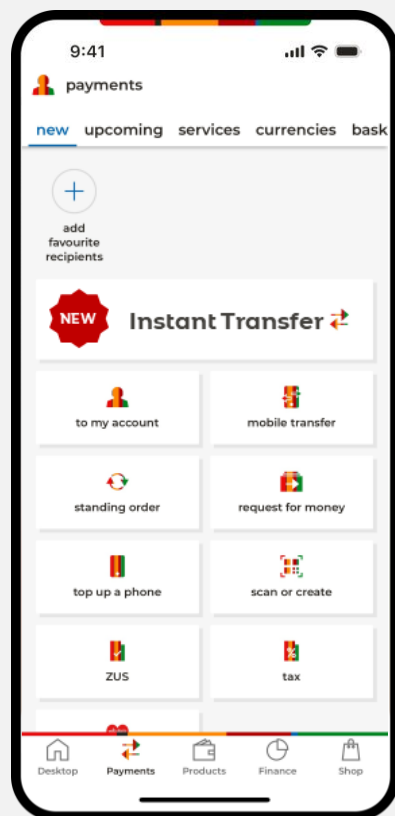 9:41
payments
new upcoming services currencies bask
add
favourite
recipients
NEW Instant Transfer
to my account mobile transfer
standing order request for money
top up a phone scan or create
ZUS tax
Desktop Payments Products Finance Shop